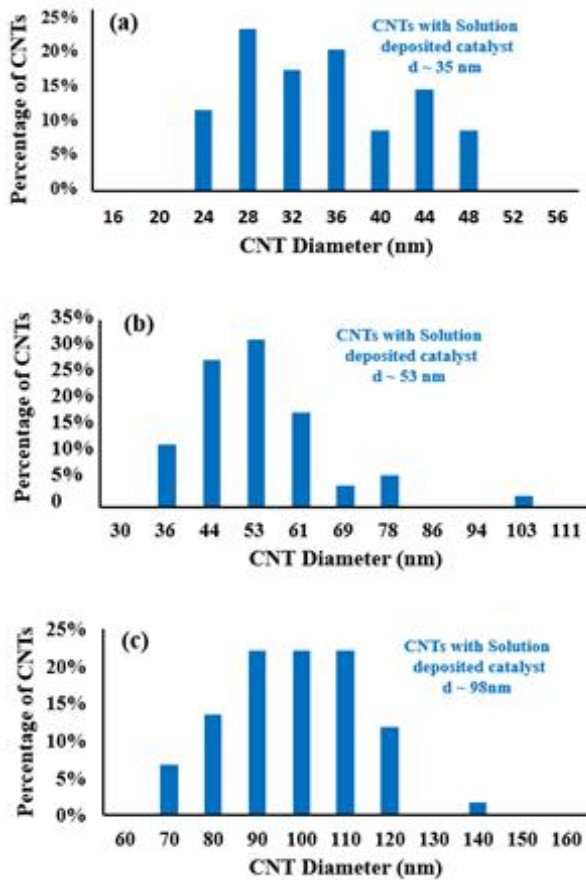 25%
(a)
CNTs with Solution
deposited catalyst
d ~ 35 nm
20%
15%
10%
5%
0%
Percentage of CNTs
16 20 24 28 32 36 40 44 48 52 56
CNT Diameter (nm)
35%
(b)
CNTs with Solution
deposited catalyst
d ~ 53 nm
30%
25%
20%
15%
10%
5%
0
Percentage of CNTs
30 36 44 53 61 69 78 86 94 103 111
CNT Diameter (nm)
25%
(c)
CNTs with Solution
deposited catalyst
d ~ 98nm
20%
15%
10%
5%
0%
Percentage of CNTs
60 70 80 90 100 110 120 130 140 150 160
CNT Diameter (nm)